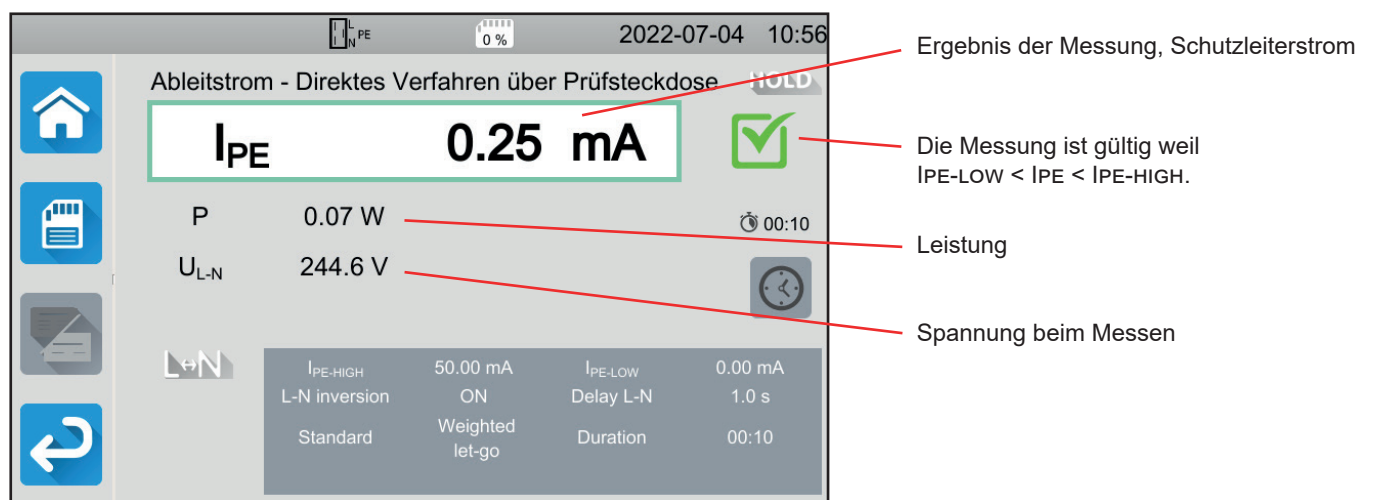 L
N PE
0 %
2022-07-04 10:56
Ableitstrom - Direktes Verfahren über Prüfsteckdose HOLD
Ergebnis der Messung, Schutzleiterstrom
IPE 0.25 mA
Die Messung ist gültig weil
IPE-LOW < IPE < IPE-HIGH.
P 0.07 W
00:10
Leistung
UL-N 244.6 V
Spannung beim Messen
L↔N
IPE-HIGH 50.00 mA IPE-LOW 0.00 mA
L-N inversion ON Delay L-N 1.0 s
Standard Weighted let-go Duration 00:10